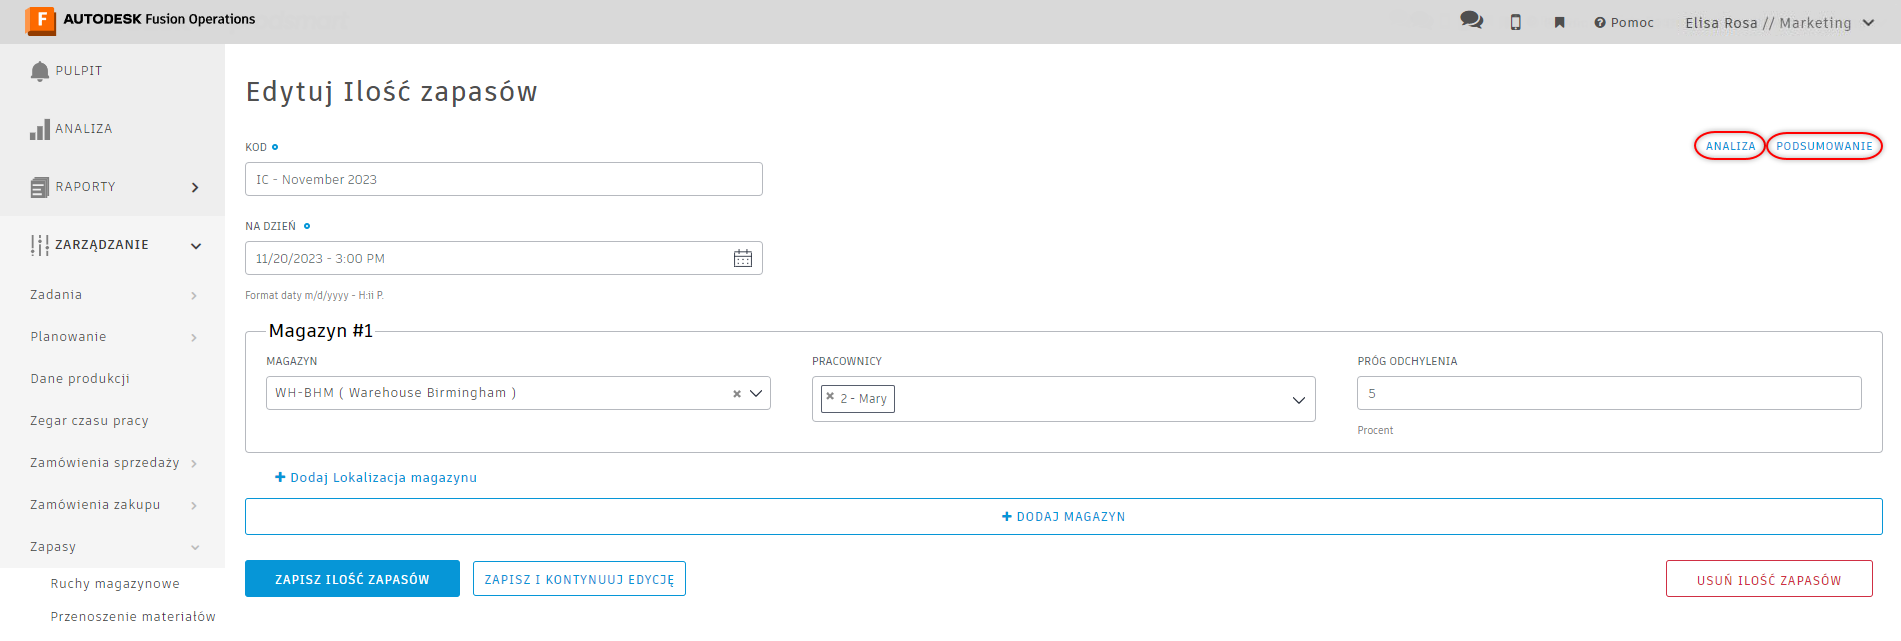 AUTODESK Fusion Operations
Pomoc
Elisa Rosa // Marketing
PULPIT
ANALIZA
RAPORTY
ZARZĄDZANIE
Zadania
Planowanie
Dane produkcji
Zegar czasu pracy
Zamówienia sprzedaży
Zamówienia zakupu
Zapasy
Ruchy magazynowe
Przenoszenie materiałów
Edytuj Ilość zapasów
ANALIZA
PODSUMOWANIE
KOD
IC - November 2023
NA DZIEŃ
11/20/2023 - 3:00 PM
Format daty m/d/yyyy - H:ii P.
Magazyn #1
MAGAZYN
WH-BHM ( Warehouse Birmingham )
PRACOWNICY
2 - Mary
PRÓG ODCHYLENIA
5
Procent
Dodaj Lokalizacja magazynu
DODAJ MAGAZYN
ZAPISZ ILOŚĆ ZAPASÓW
ZAPISZ I KONTYNUUJ EDYCJĘ
USUŃ ILOŚĆ ZAPASÓW